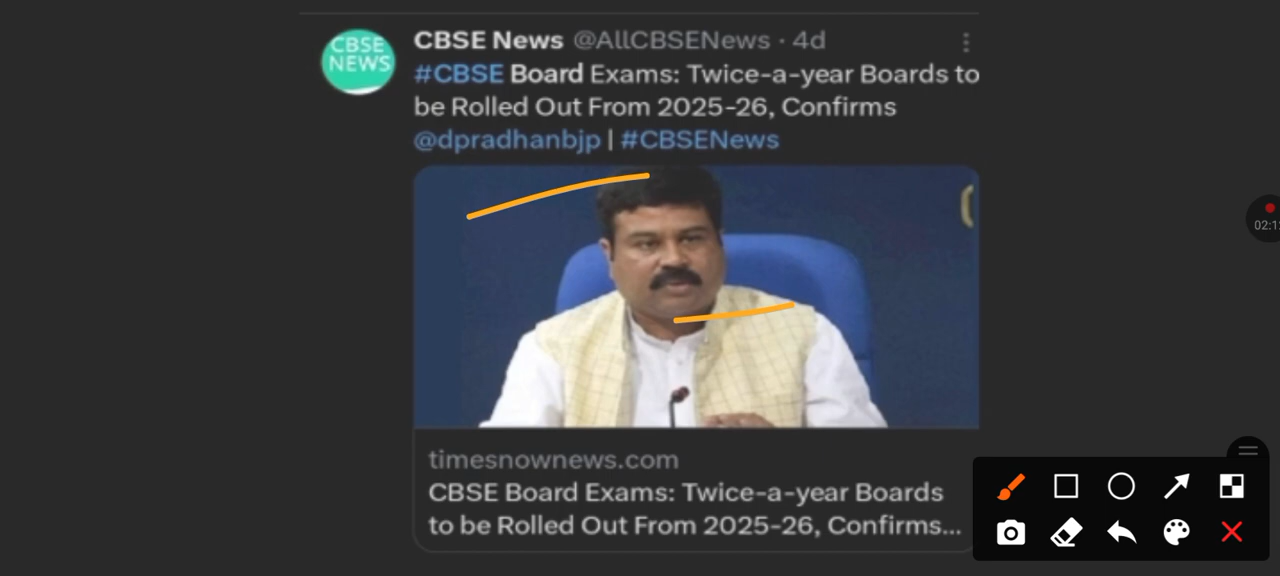 CBSE
NEWS
CBSE News @AllCBSENews · 4d
#CBSE Board Exams: Twice-a-year Boards to
be Rolled Out From 2025-26, Confirms
@dpradhanbjp | #CBSENews
timesnownews.com
CBSE Board Exams: Twice-a-year Boards
to be Rolled Out From 2025-26, Confirms...